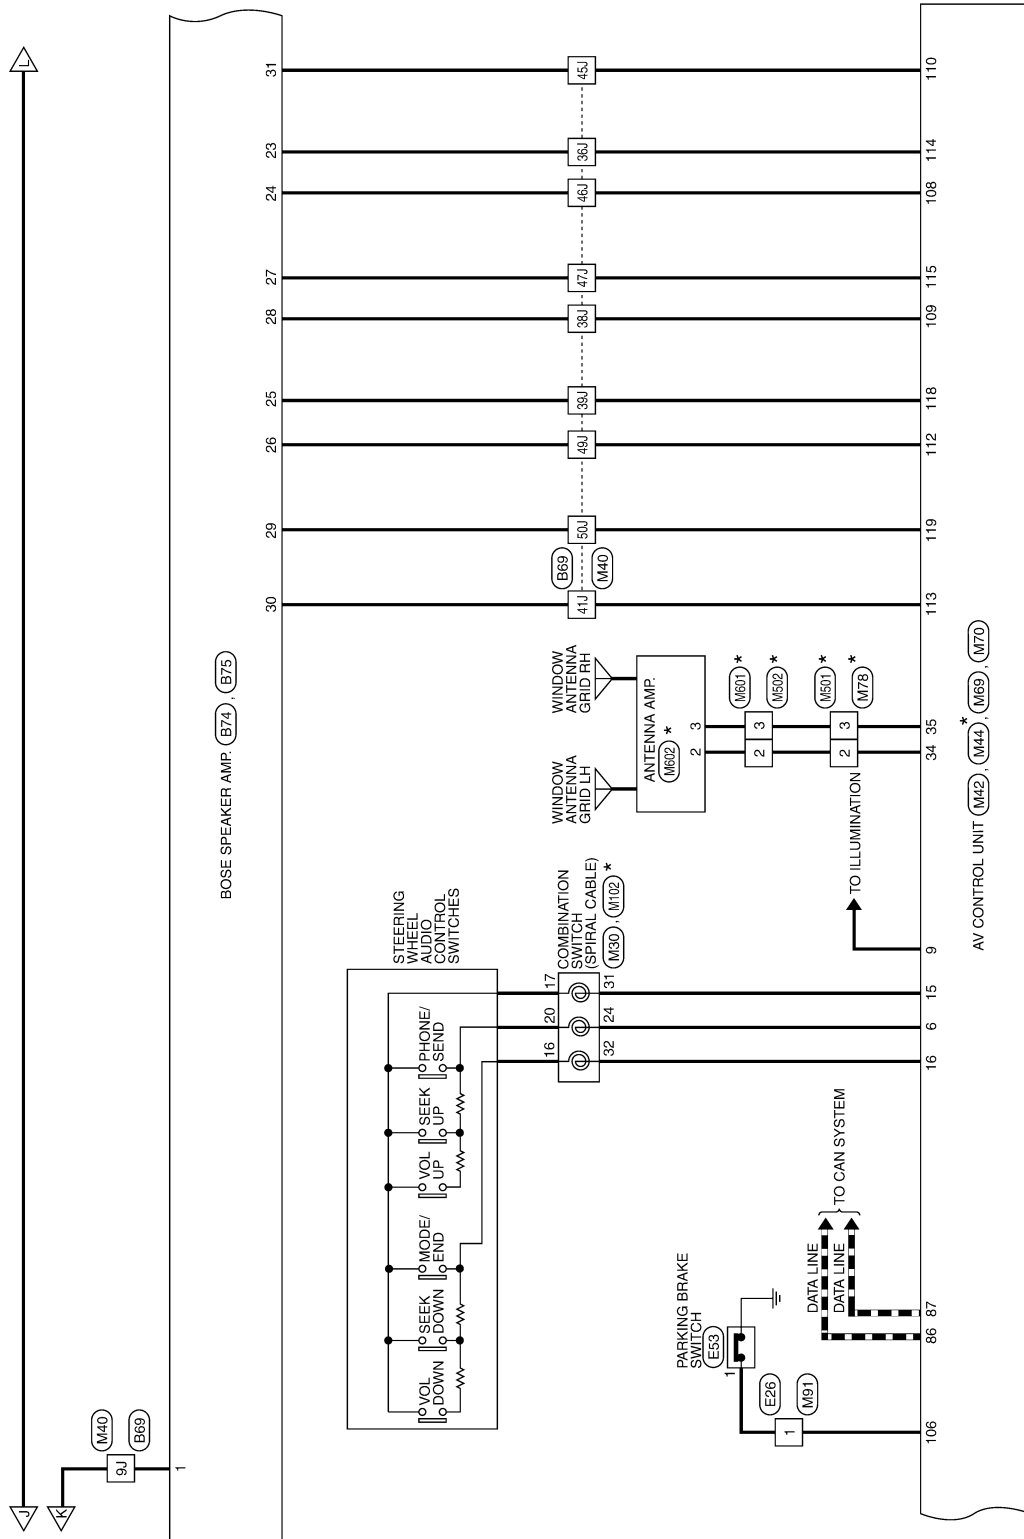 J
K
9J
M40
B69
1
L
BOSE SPEAKER AMP. B74 , B75
30
29
26
25
28
27
24
23
31
STEERING
WHEEL
AUDIO
CONTROL
SWITCHES
VOL
DOWN
SEEK
DOWN
MODE/
END
VOL
UP
SEEK
UP
PHONE/
SEND
16
20
17
COMBINATION
SWITCH
(SPIRAL CABLE)
M30 , M102 *
32
24
31
WINDOW
ANTENNA
GRID LH
WINDOW
ANTENNA
GRID RH
ANTENNA AMP.
M602 *
2
3
M601 *
2
3
M502 *
M501 *
2
3
M78 *
B69
M40
41J
50J
49J
39J
38J
47J
46J
36J
45J
PARKING BRAKE
SWITCH
E53
1
E26
1
M91
DATA LINE
DATA LINE
TO CAN SYSTEM
TO ILLUMINATION
106
86
87
16
6
15
9
34
35
113
119
112
118
109
115
108
114
110
AV CONTROL UNIT M42 , M44 * , M69 , M70